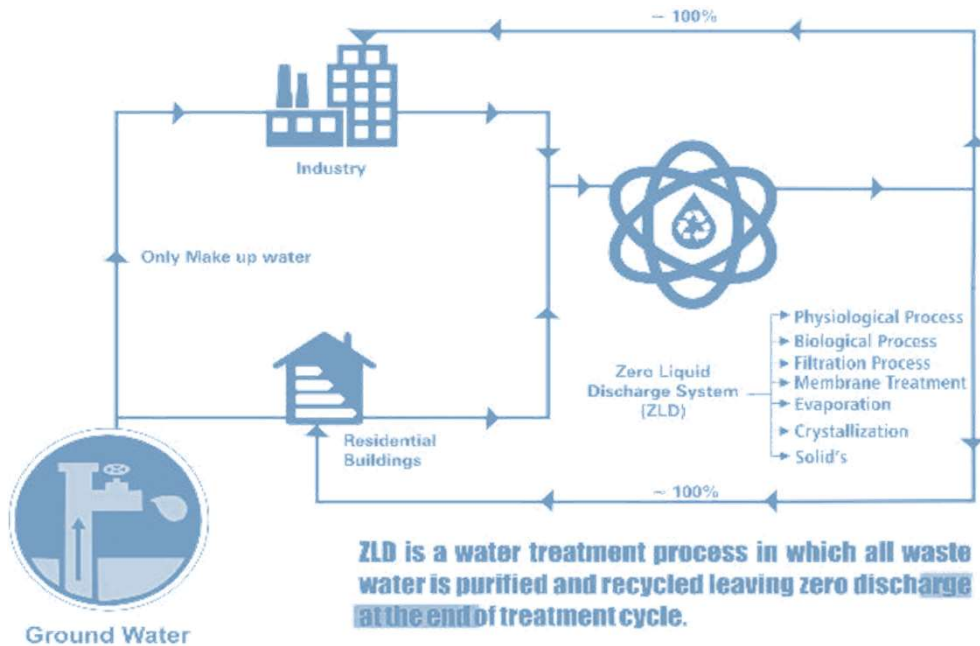 ~ 100%
Industry
Only Make up water
Physiological Process
Biological Process
Filtration Process
Membrane Treatment
Evaporation
Crystallization
Solid's
Zero Liquid
Discharge System
(ZLD)
Residential
Buildings
~ 100%
ZLD is a water treatment process in which all waste
water is purified and recycled leaving zero discharge
at the end of treatment cycle.
Ground Water